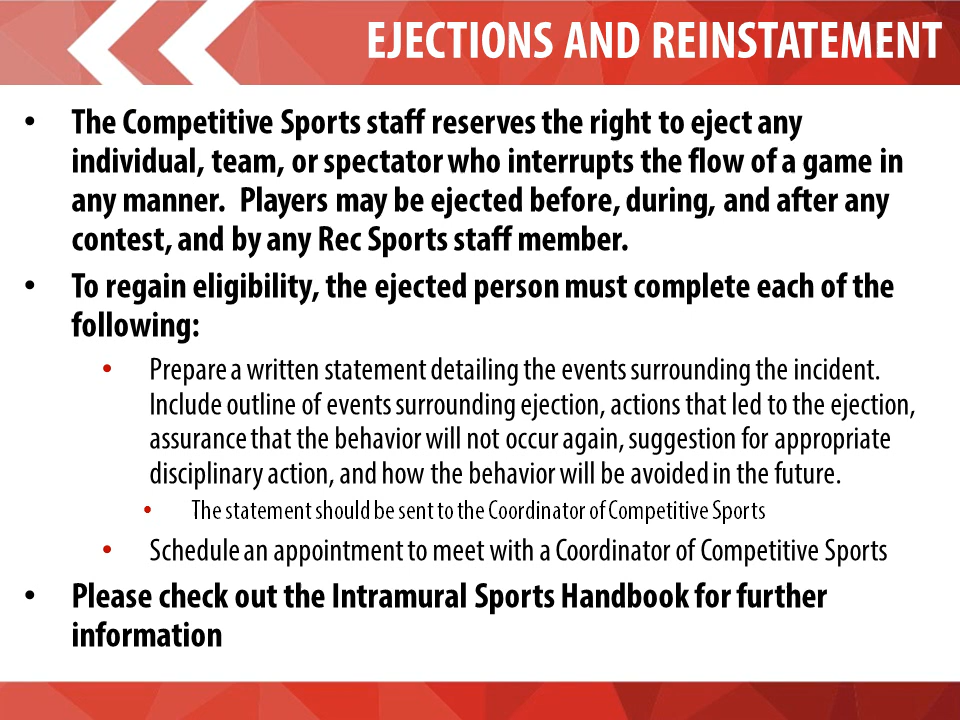 EJECTIONS AND REINSTATEMENT
• The Competitive Sports staff reserves the right to eject any
individual, team, or spectator who interrupts the flow of a game in
any manner.  Players may be ejected before, during, and after any
contest, and by any Rec Sports staff member.
• To regain eligibility, the ejected person must complete each of the
following:
• Prepare a written statement detailing the events surrounding the incident.
Include outline of events surrounding ejection, actions that led to the ejection,
assurance that the behavior will not occur again, suggestion for appropriate
disciplinary action, and how the behavior will be avoided in the future.
• The statement should be sent to the Coordinator of Competitive Sports
• Schedule an appointment to meet with a Coordinator of Competitive Sports
• Please check out the Intramural Sports Handbook for further
information